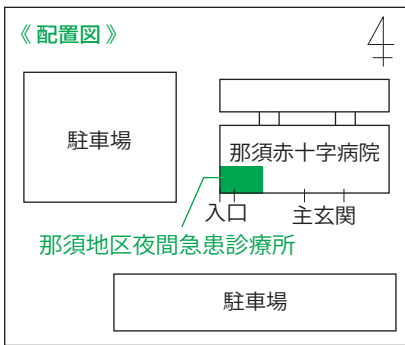 《 配置図 》
駐車場
那須赤十字病院
入口
主玄関
那須地区夜間急患診療所
駐車場